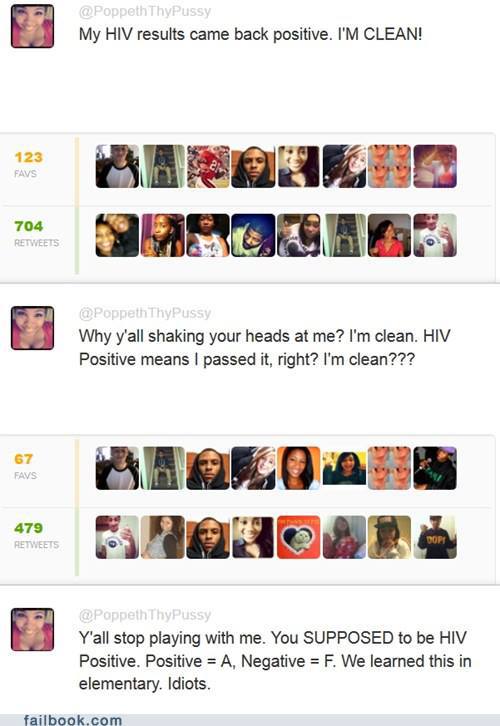 @PoppethThyPussy
My HIV results came back positive. I'M CLEAN!
123
FAVS
704
RETWEETS
@PoppethThyPussy
Why y'all shaking your heads at me? I'm clean. HIV
Positive means I passed it, right? I'm clean???
67
FAVS
479
RETWEETS
@PoppethThyPussy
Y'all stop playing with me. You SUPPOSED to be HIV
Positive. Positive = A, Negative = F. We learned this in
elementary. Idiots.
failbook.com